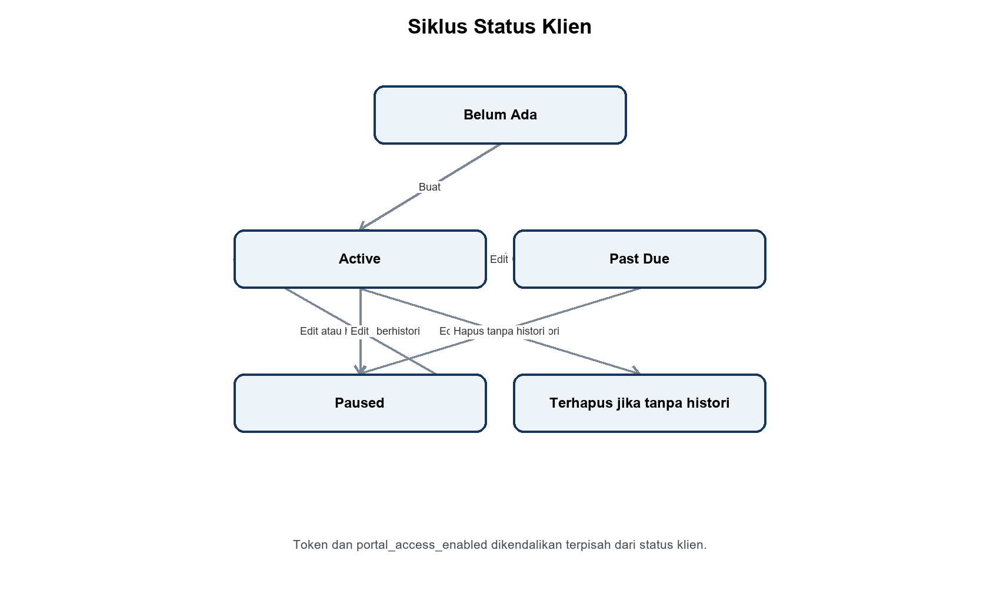 Siklus Status Klien
Belum Ada
Buat
Active
Edit
Past Due
Edit atau
Edit
berhistori
Hapus tanpa histori
Paused
Terhapus jika tanpa histori
Token dan portal_access_enabled dikendalikan terpisah dari status klien.